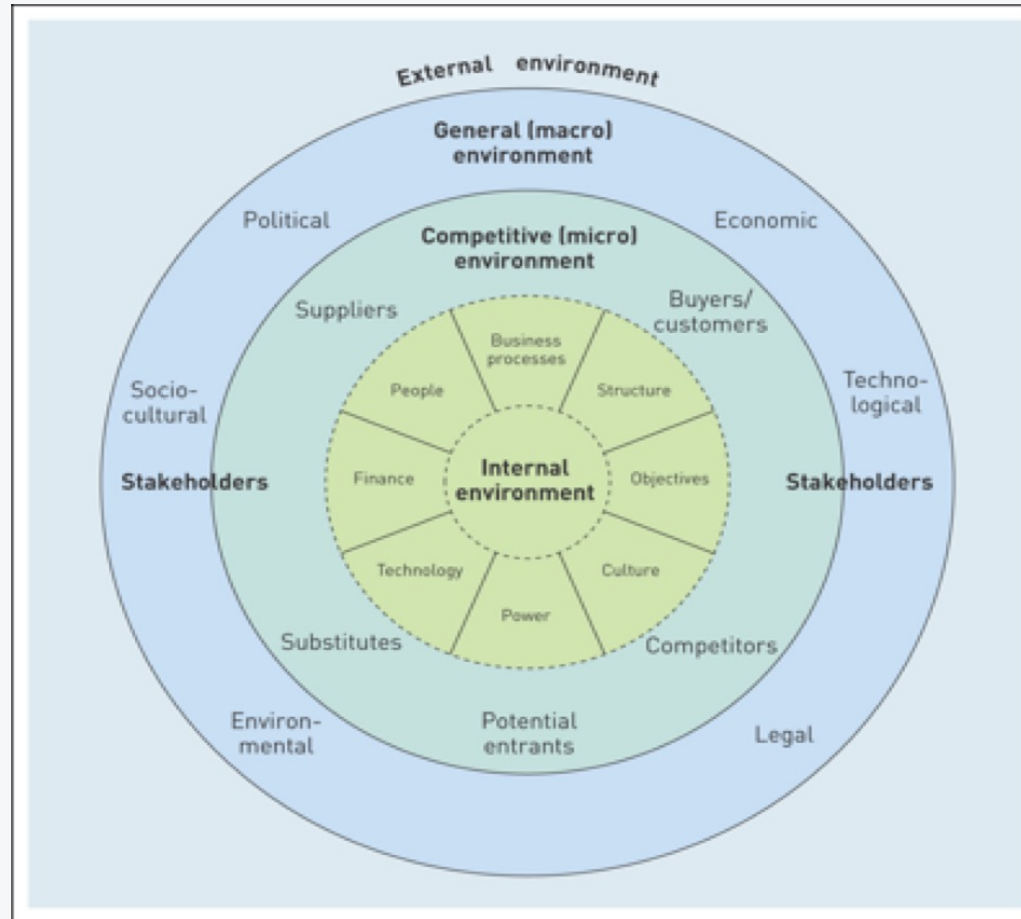 External environment
General (macro)
environment
Political
Economic
Competitive (micro)
environment
Suppliers
Buyers/
customers
Business
processes
People
Structure
Socio-
cultural
Techno-
logical
Stakeholders
Finance
Internal
environment
Objectives
Stakeholders
Technology
Culture
Power
Substitutes
Competitors
Environ-
mental
Potential
entrants
Legal